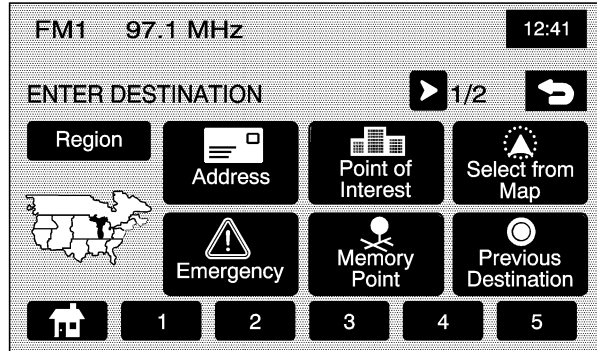 FM1 97.1 MHz 12:41
ENTER DESTINATION 1/2
Region
Address
Point of
Interest
Select from
Map
Emergency
Memory
Point
Previous
Destination
1 2 3 4 5